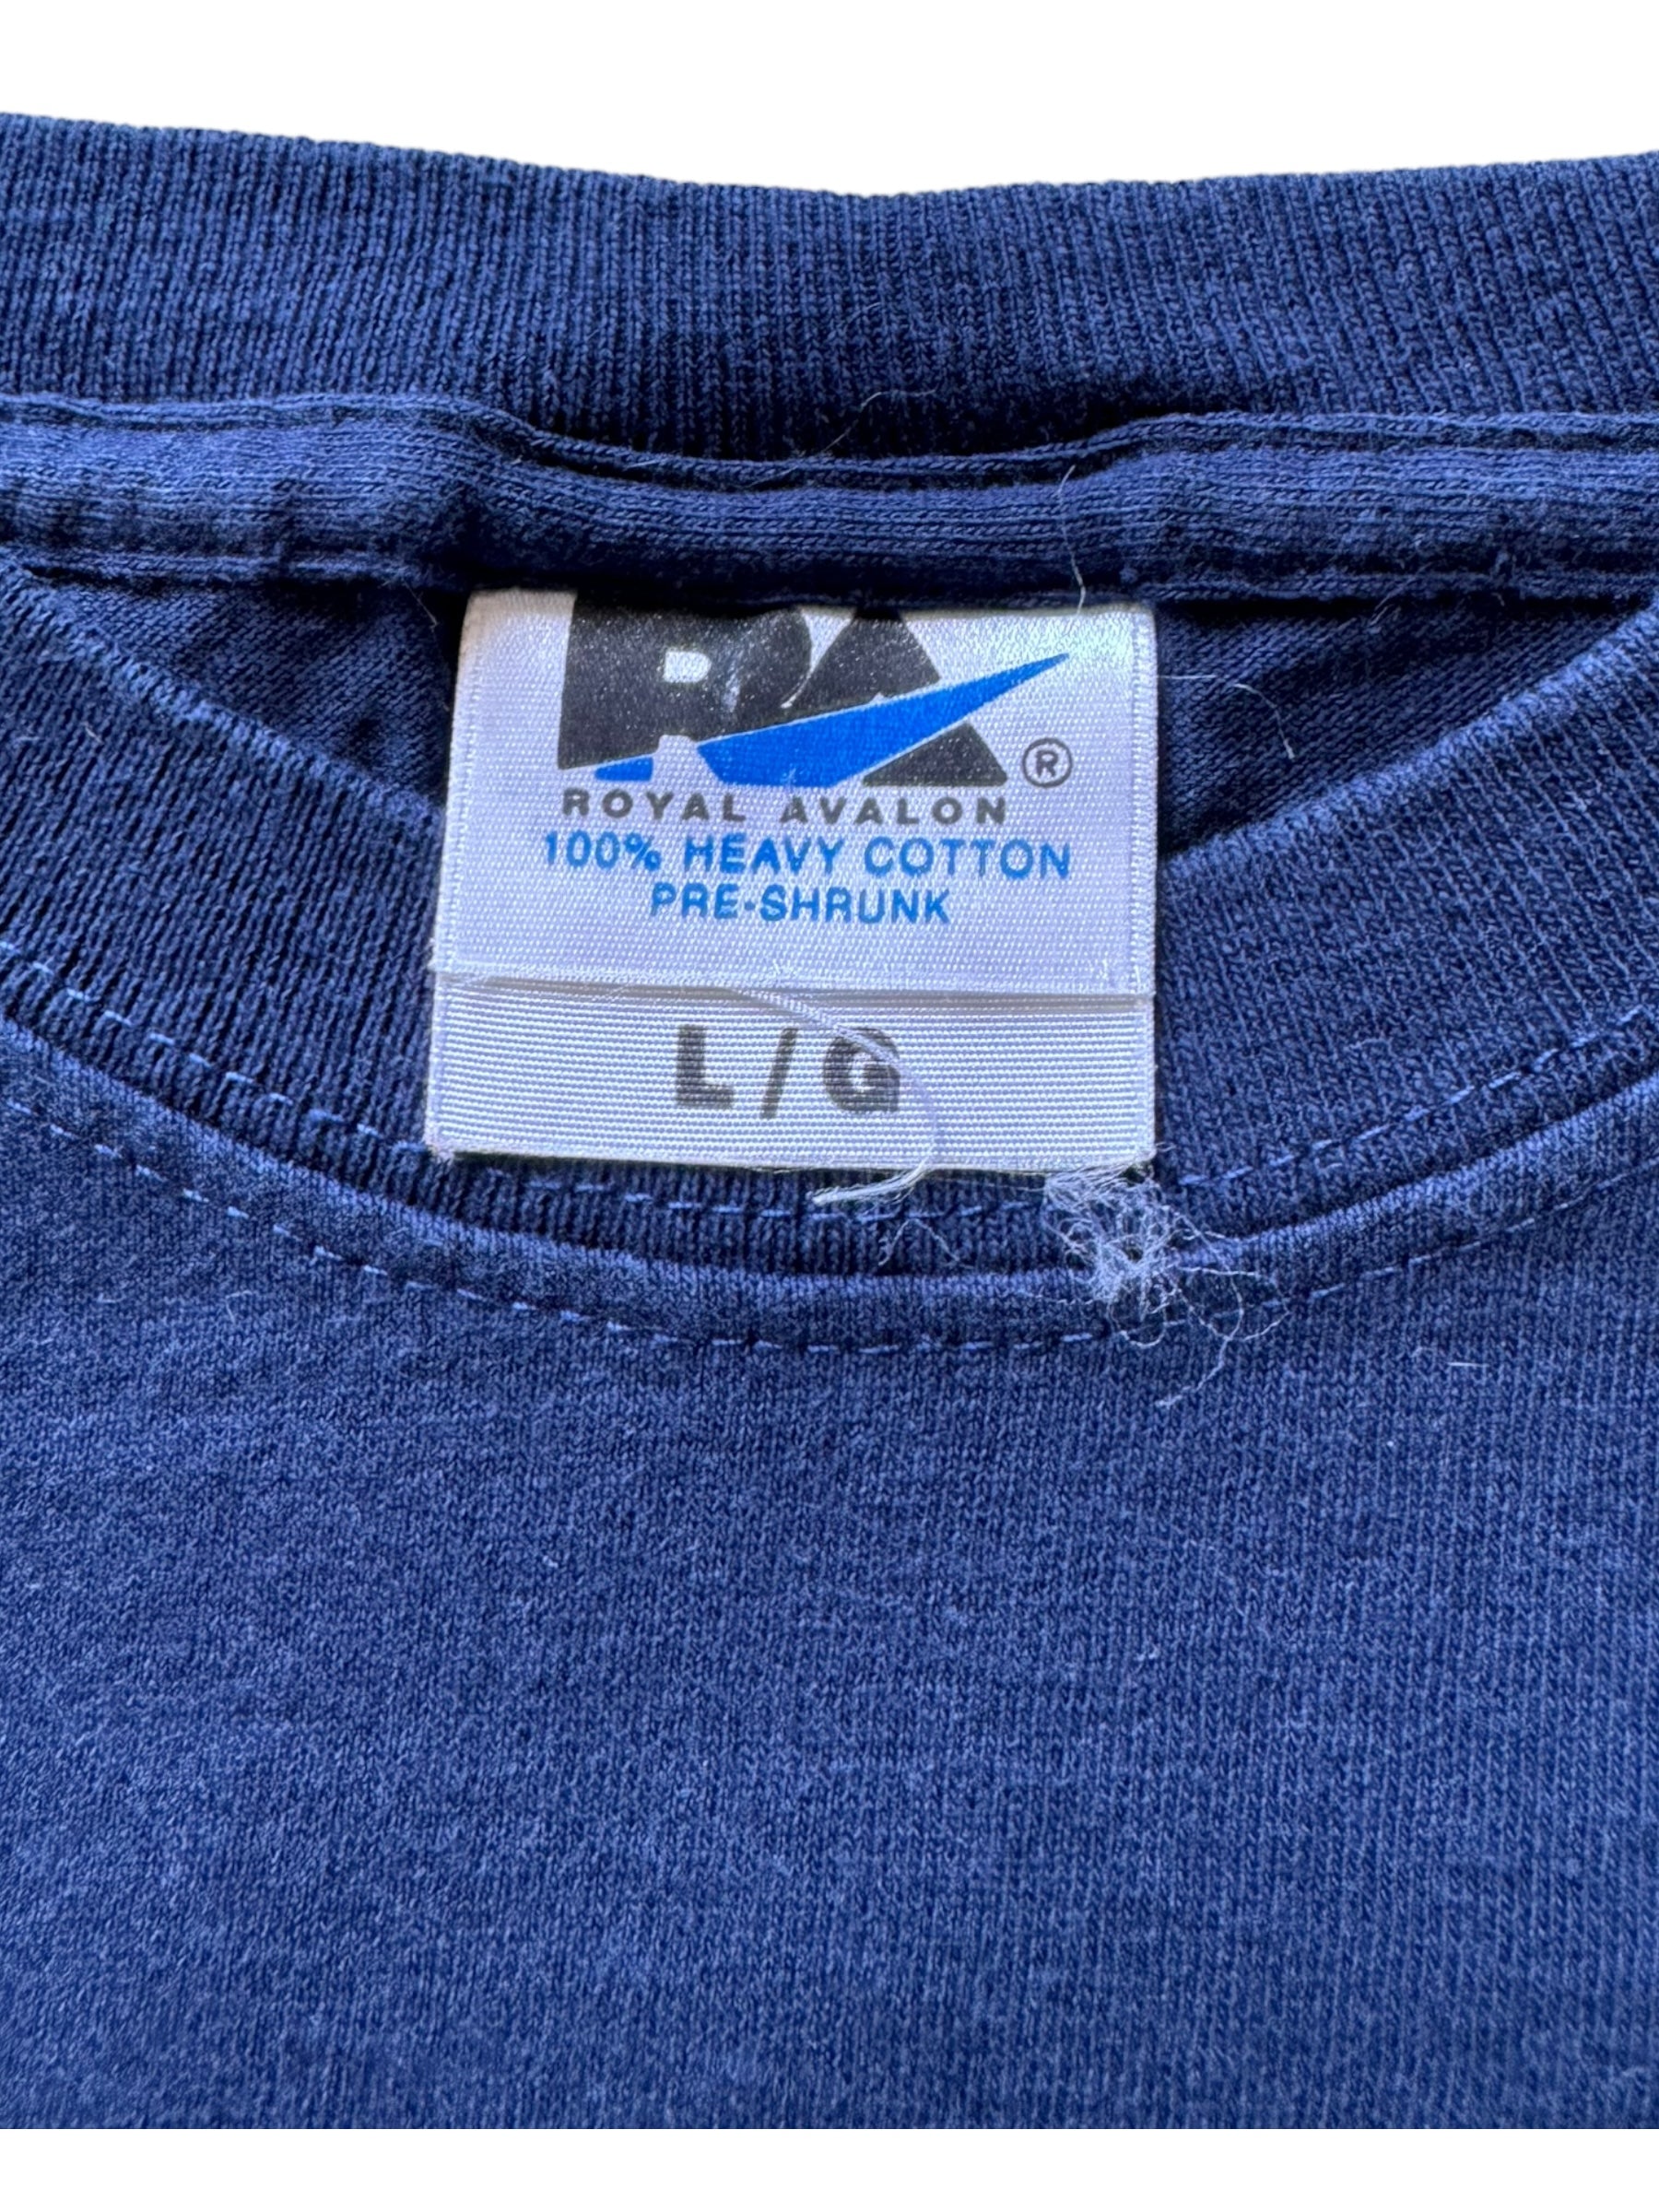 RA ®
ROYAL AVALON
100% HEAVY COTTON
PRE-SHRUNK
L/G